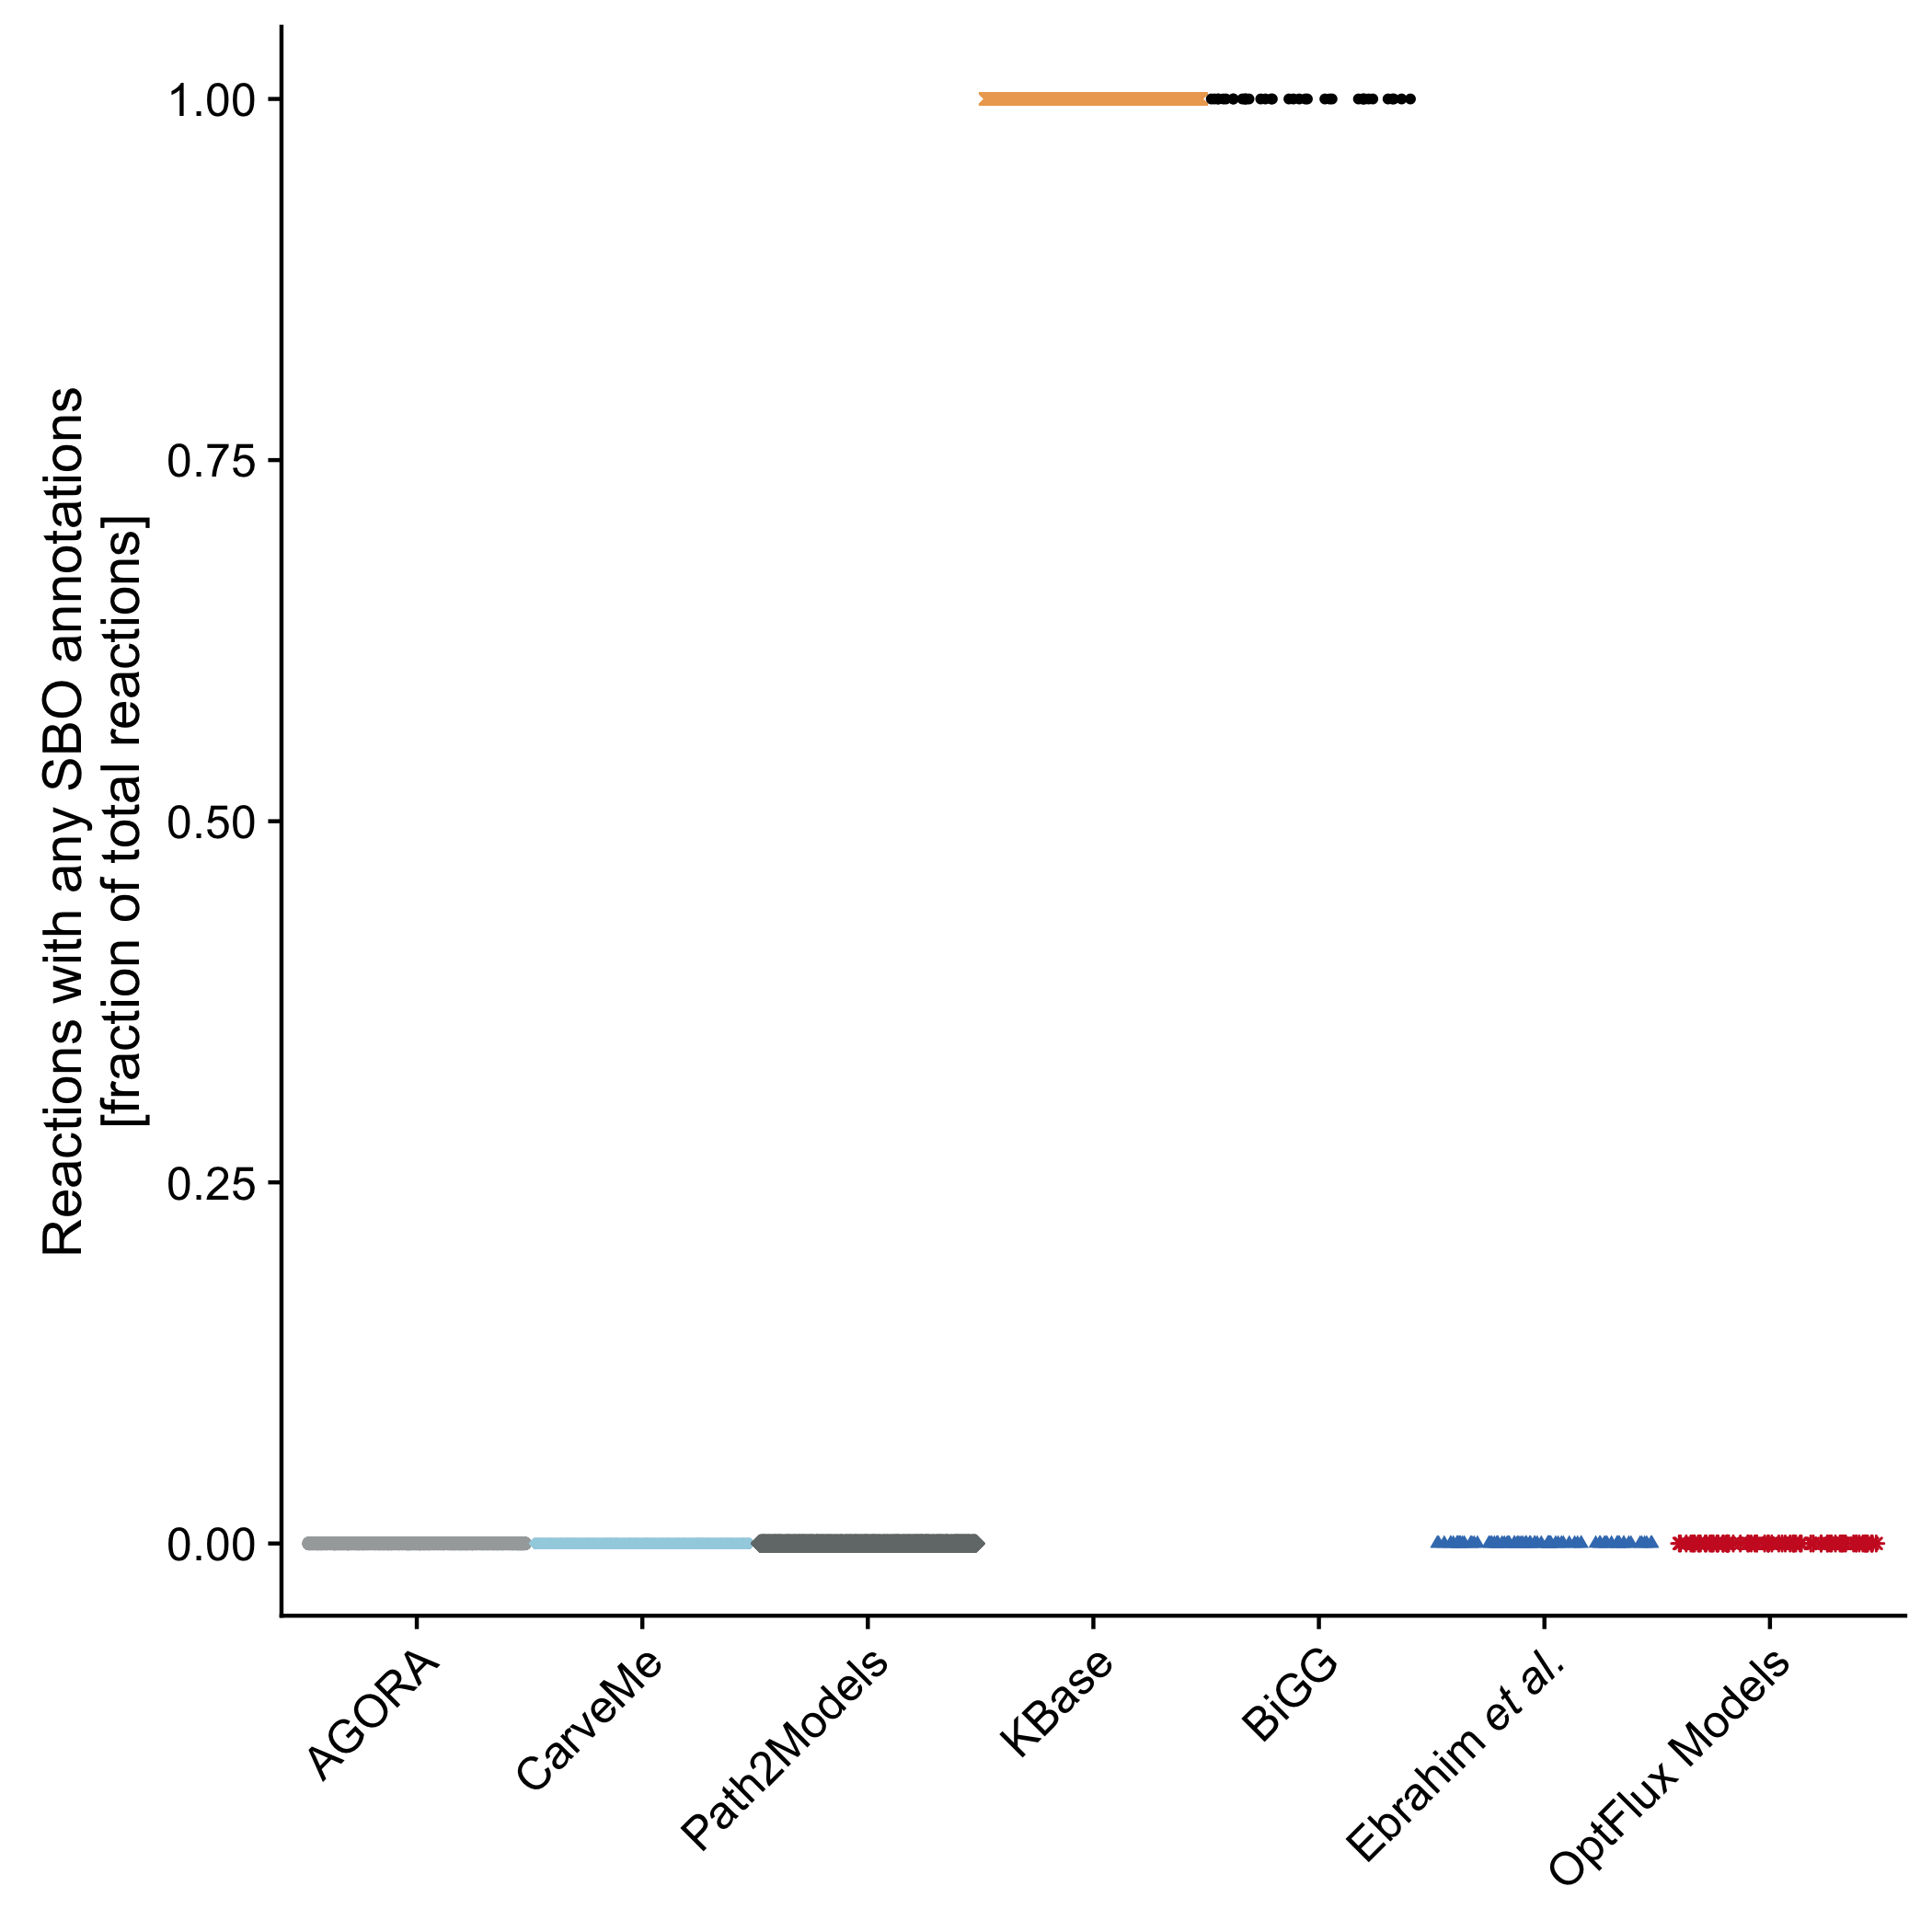 Reactions with any SBO annotations
[fraction of total reactions]
1.00
0.75
0.50
0.25
0.00
AGORA
CarveMe
Path2Models
KBase
BiGG
Ebrahim et al.
OptFlux Models